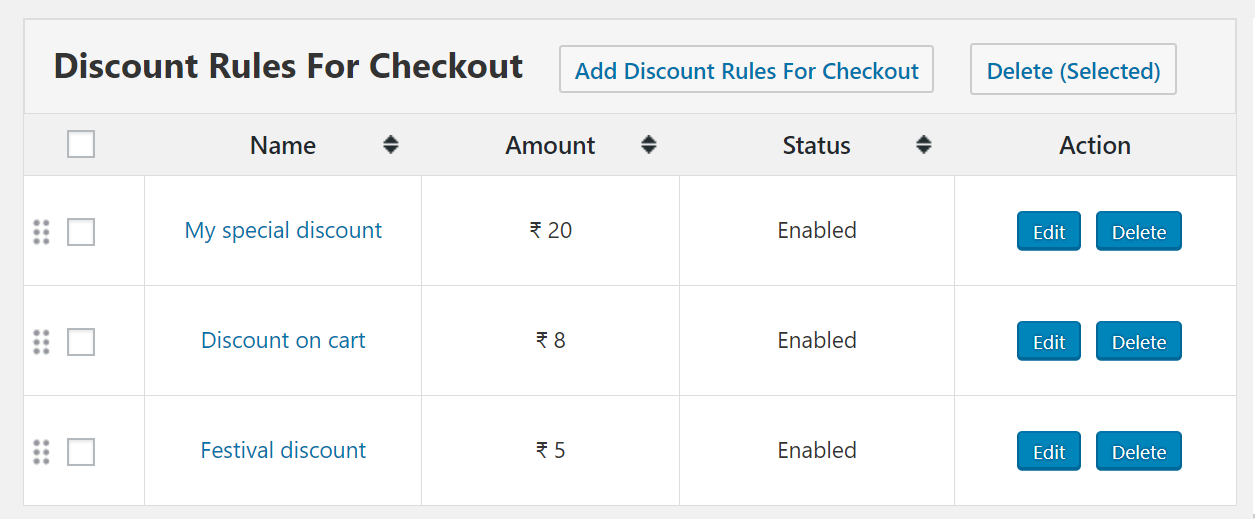 Discount Rules For Checkout Add Discount Rules For Checkout Delete (Selected)
Name Amount Status Action
My special discount ₹ 20 Enabled Edit Delete
Discount on cart ₹ 8 Enabled Edit Delete
Festival discount ₹ 5 Enabled Edit Delete